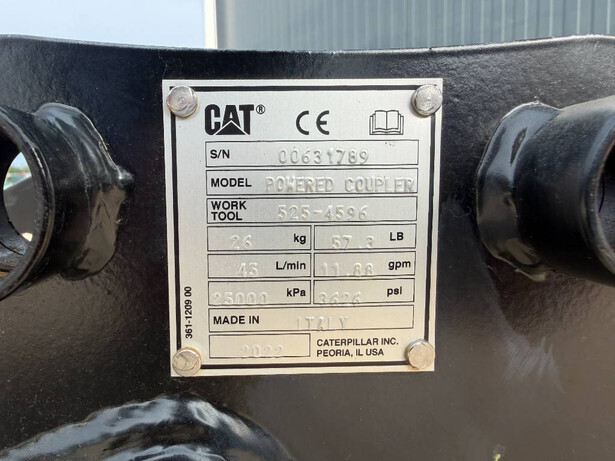 CAT® CE
S/N 00631789
MODEL POWERED COUPLER
WORK TOOL 525-4596
26 kg 57.3 LB
45 L/min 11.88 gpm
25000 kPa 3626 psi
MADE IN ITALY
2022 CATERPILLAR INC.
PEORIA, IL USA
361-1209 00